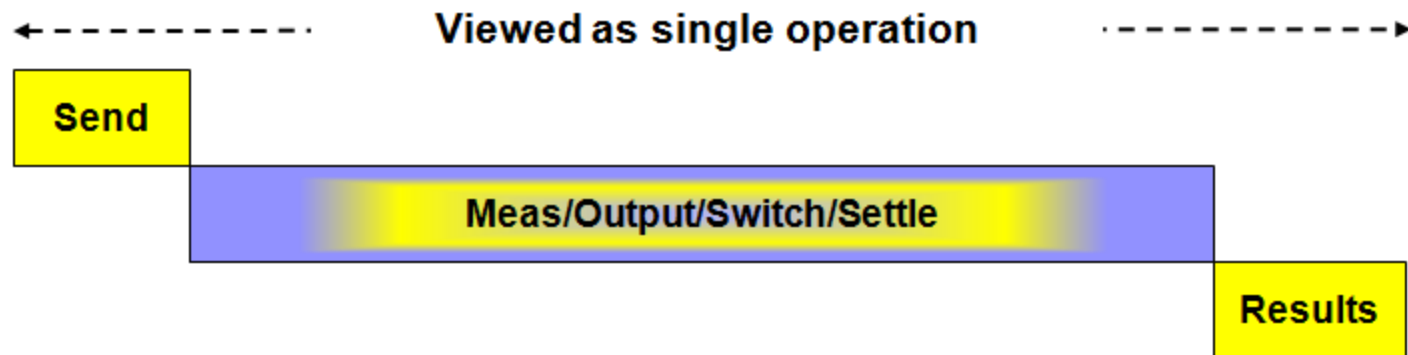 Viewed as single operation
Send
Meas/Output/Switch/Settle
Results